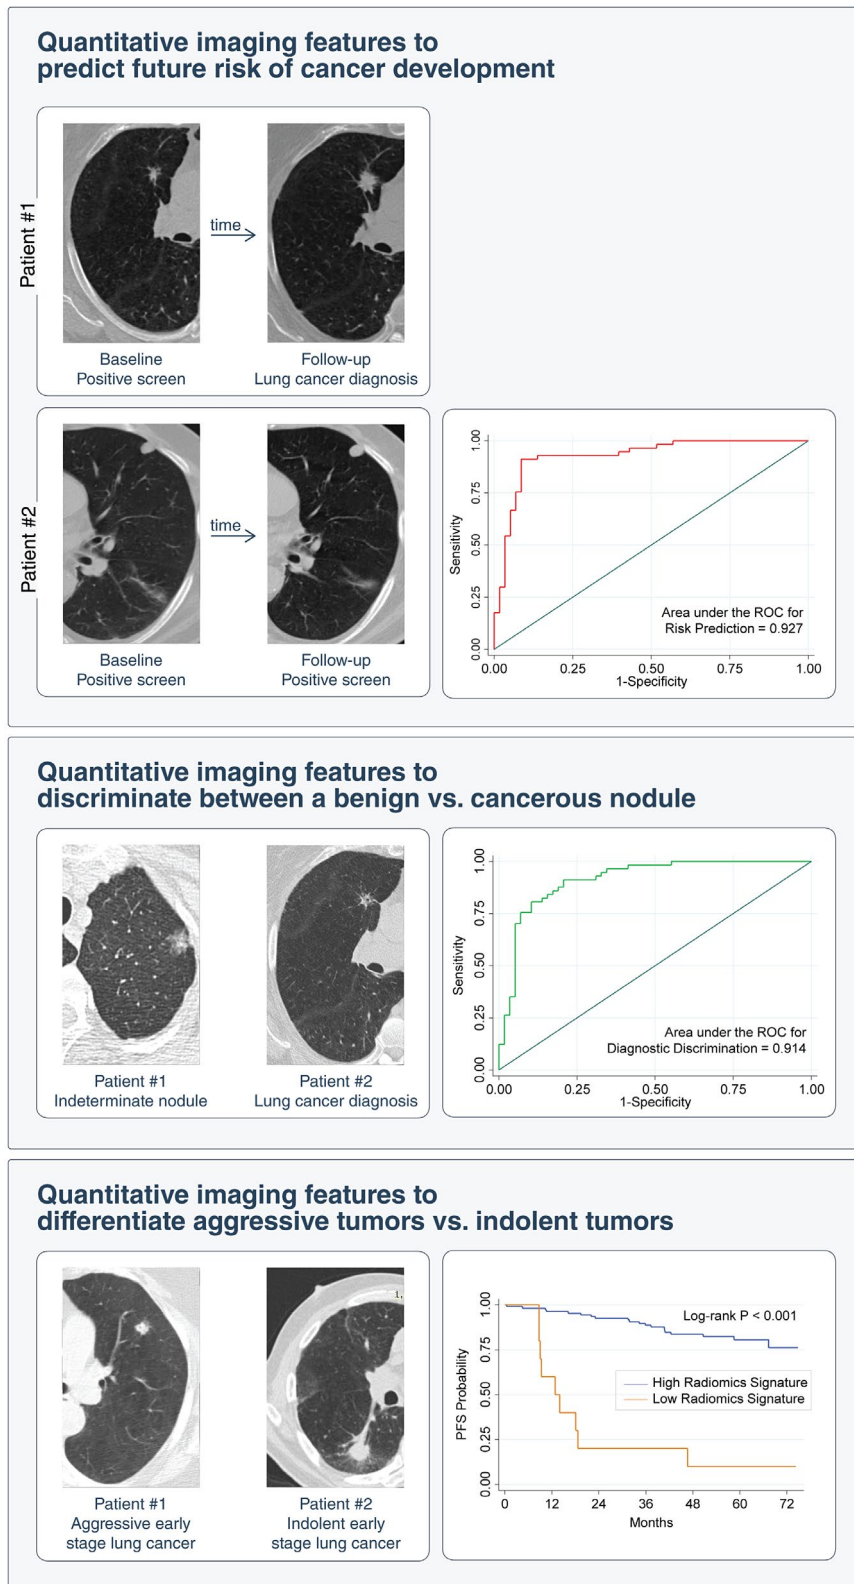 Quantitative imaging features to
predict future risk of cancer development
Patient #1
time
Baseline
Positive screen
Follow-up
Lung cancer diagnosis
Patient #2
time
Baseline
Positive screen
Follow-up
Positive screen
Sensitivity
1.00
0.75
0.50
0.25
0.00
Area under the ROC for
Risk Prediction = 0.927
0.00 0.25 0.50 0.75 1.00
1-Specificity
Quantitative imaging features to
discriminate between a benign vs. cancerous nodule
Patient #1
Indeterminate nodule
Patient #2
Lung cancer diagnosis
Sensitivity
1.00
0.75
0.50
0.25
0.00
Area under the ROC for
Diagnostic Discrimination = 0.914
0.00 0.25 0.50 0.75 1.00
1-Specificity
Quantitative imaging features to
differentiate aggressive tumors vs. indolent tumors
1,
Patient #1
Aggressive early
stage lung cancer
Patient #2
Indolent early
stage lung cancer
PFS Probability
1.00
0.75
0.50
0.25
0.00
Log-rank P < 0.001
High Radiomics Signature
Low Radiomics Signature
0 12 24 36 48 60 72
Months